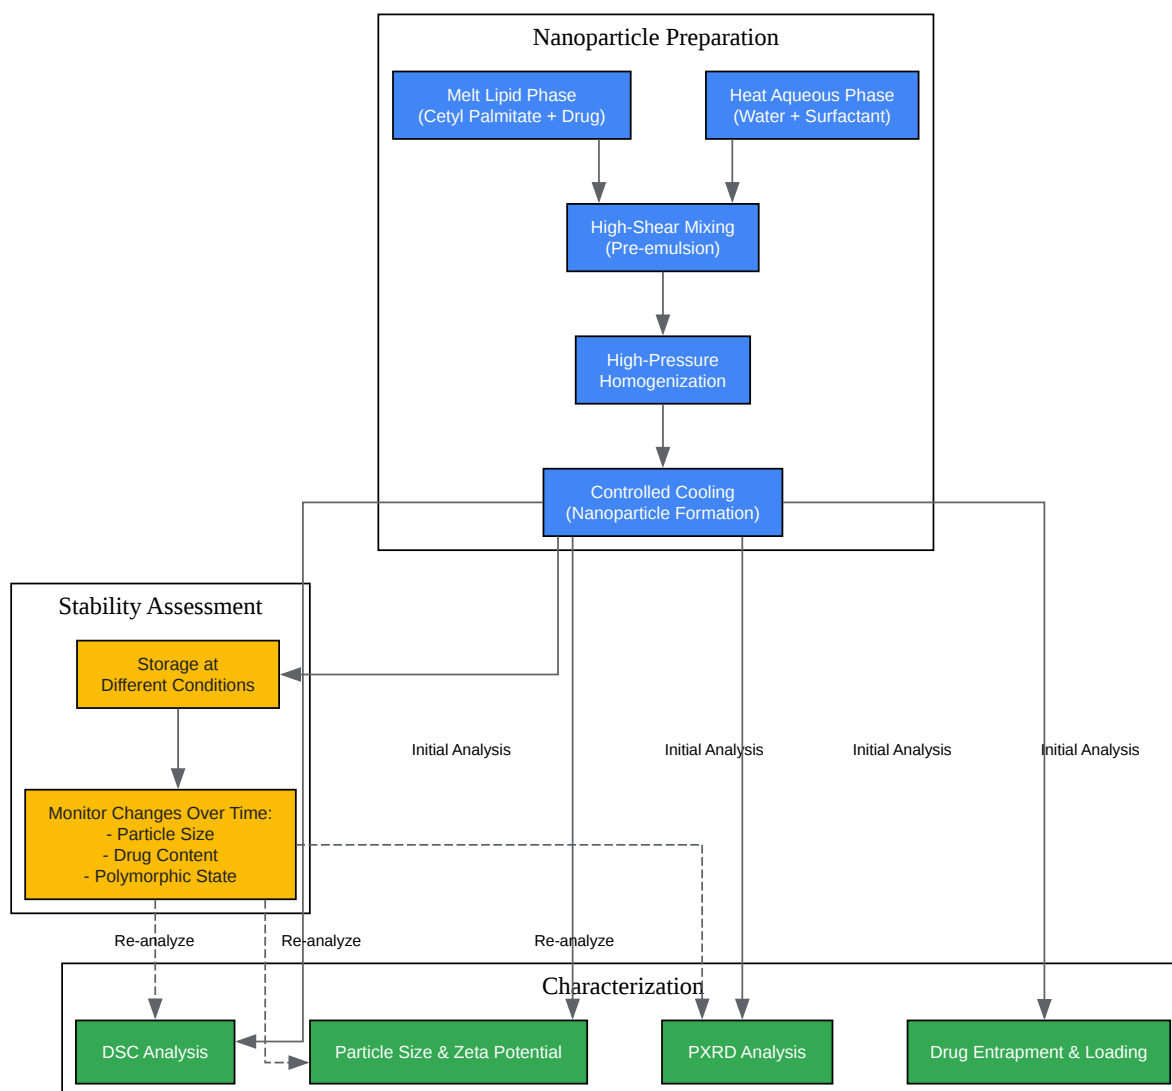 Nanoparticle Preparation
Melt Lipid Phase
(Cetyl Palmitate + Drug)
Heat Aqueous Phase
(Water + Surfactant)
High-Shear Mixing
(Pre-emulsion)
High-Pressure
Homogenization
Controlled Cooling
(Nanoparticle Formation)
Stability Assessment
Storage at
Different Conditions
Initial Analysis
Initial Analysis
Initial Analysis
Initial Analysis
Monitor Changes Over Time:
- Particle Size
- Drug Content
- Polymorphic State
Re-analyze
Re-analyze
Re-analyze
Characterization
DSC Analysis
Particle Size & Zeta Potential
PXRD Analysis
Drug Entrapment & Loading